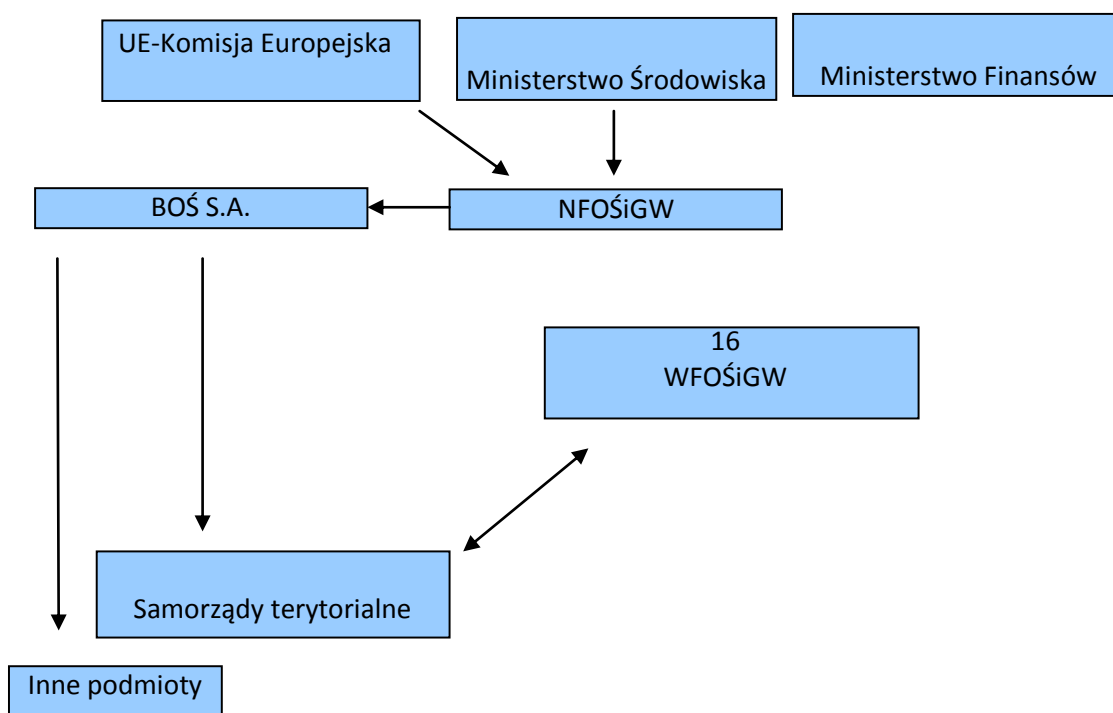 UE-Komisja Europejska
Ministerstwo Środowiska
Ministerstwo Finansów
BOŚ S.A.
NFOŚiGW
16
WFOŚiGW
Samorządy terytorialne
Inne podmioty